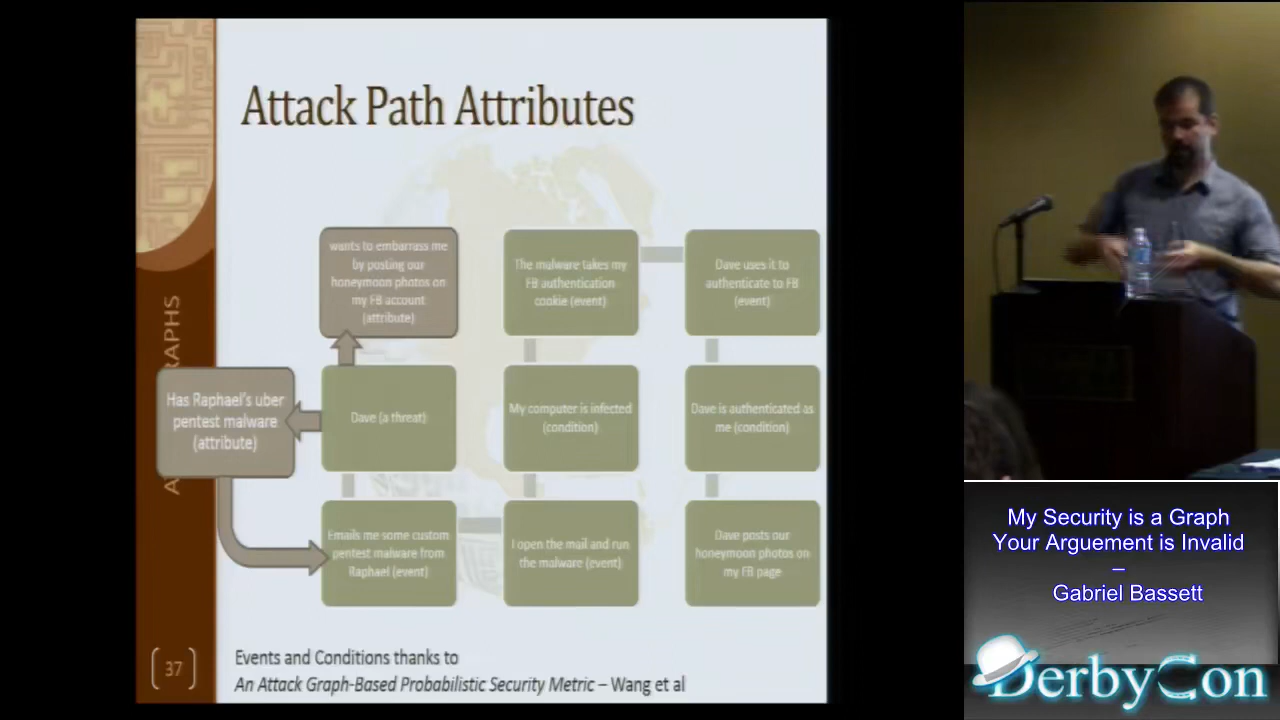 Attack Path Attributes
wants to embarrass me
by posting our
honeymoon photos on
my FB account
(attribute)
The malware takes my
FB authentication
cookie (event)
Dave uses it to
authenticate to FB
(event)
Has Raphael's uber
pentest malware
(attribute)
Dave (a threat)
My computer is infected
(condition)
Dave is authenticated as
me (condition)
Emails me some custom
pentest malware from
Raphael (event)
I open the mail and run
the malware (event)
Dave posts our
honeymoon photos on
my FB page
Events and Conditions thanks to
An Attack Graph-Based Probabilistic Security Metric – Wang et al
37
My Security is a Graph
Your Arguement is Invalid
–
Gabriel Bassett
DerbyCon